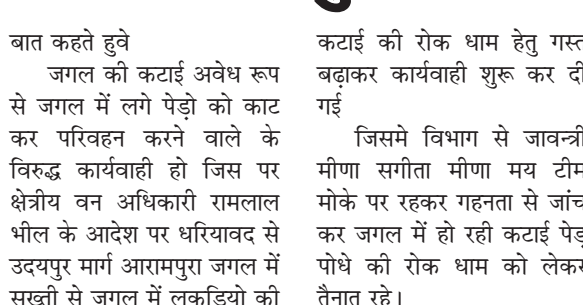 बात कहते हुवे
जगल की कटाई अवेध रूप
से जगल में लगे पेड़ो को काट
कर परिवहन करने वाले के
विरुद्ध कार्यवाही हो जिस पर
क्षेत्रीय वन अधिकारी रामलाल
भील के आदेश पर धरियावद से
उदयपुर मार्ग आरामपुरा जगल में
सख्ती से जगल में लकडियो की
कटाई की रोक धाम हेतु गस्त
बढ़ाकर कार्यवाही शुरू कर दी
गई
जिसमे विभाग से जावन्त्री
मीणा सगीता मीणा मय टीम
मोके पर रहकर गहनता से जांच
कर जगल में हो रही कटाई पेड़
पोधे की रोक धाम को लेकर
तैनात रहे।